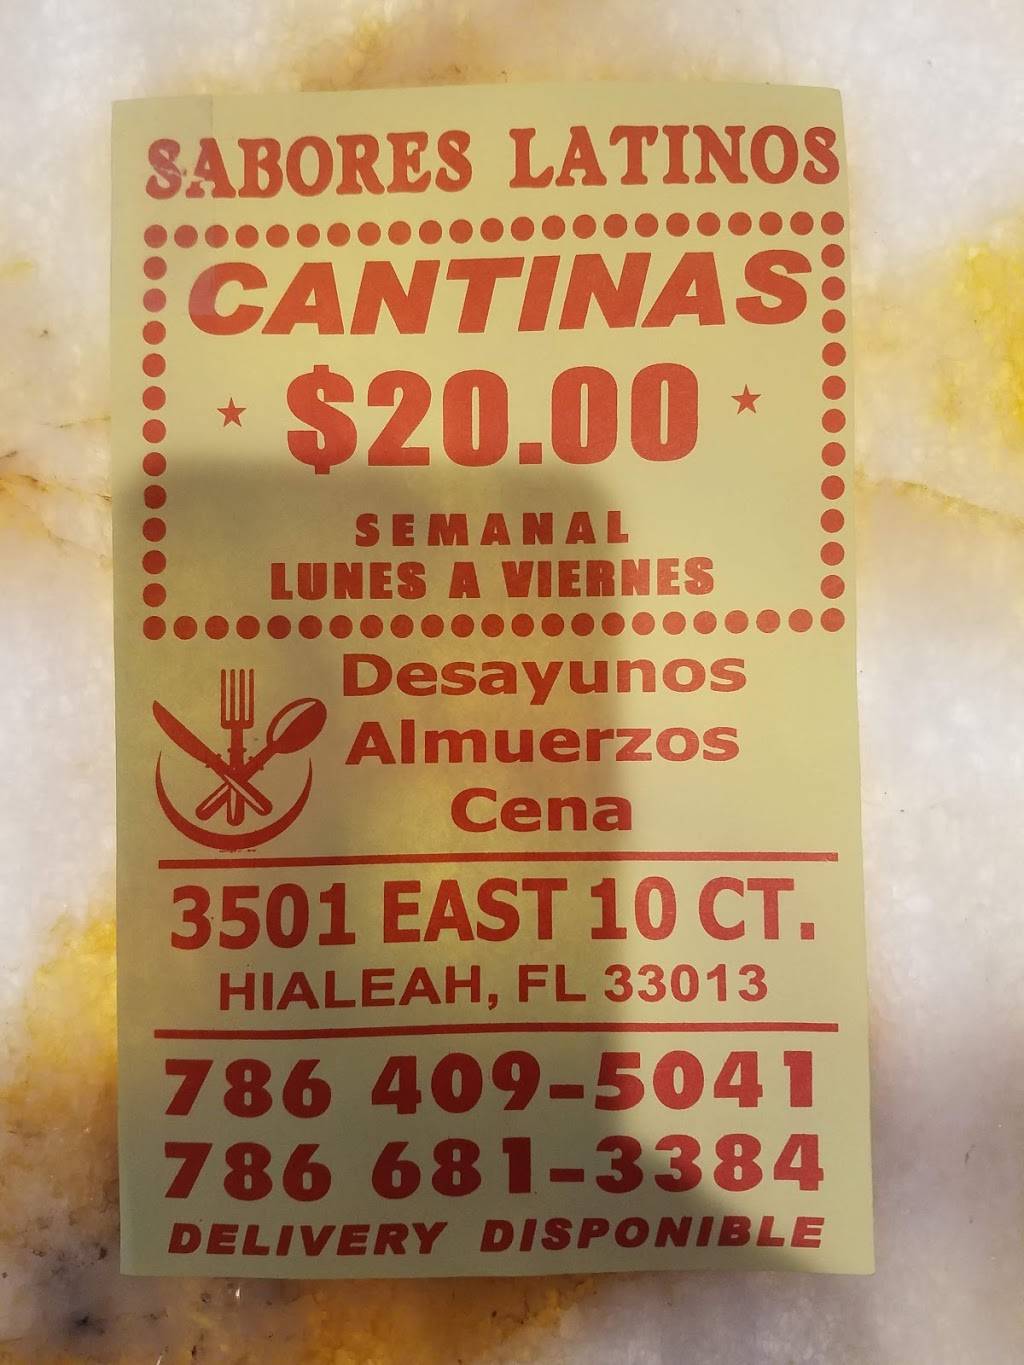 SABORES LATINOS
CANTINAS
$20.00
SEMANAL
LUNES A VIERNES
Desayunos
Almuerzos
Cena
3501 EAST 10 CT.
HIALEAH, FL 33013
786 409-5041
786 681-3384
DELIVERY DISPONIBLE